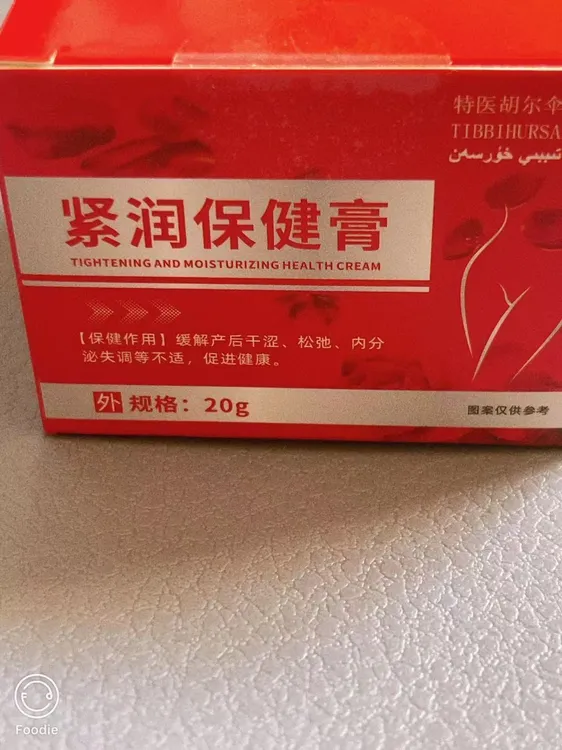 特医胡尔伞
TIBBIHURSA
تىببىي خۇرسەن
紧润保健膏
TIGHTENING AND MOISTURIZING HEALTH CREAM
【保健作用】缓解产后干涩、松弛、内分
泌失调等不适，促进健康。
外 规格：20g
图案仅供参考
Foodie